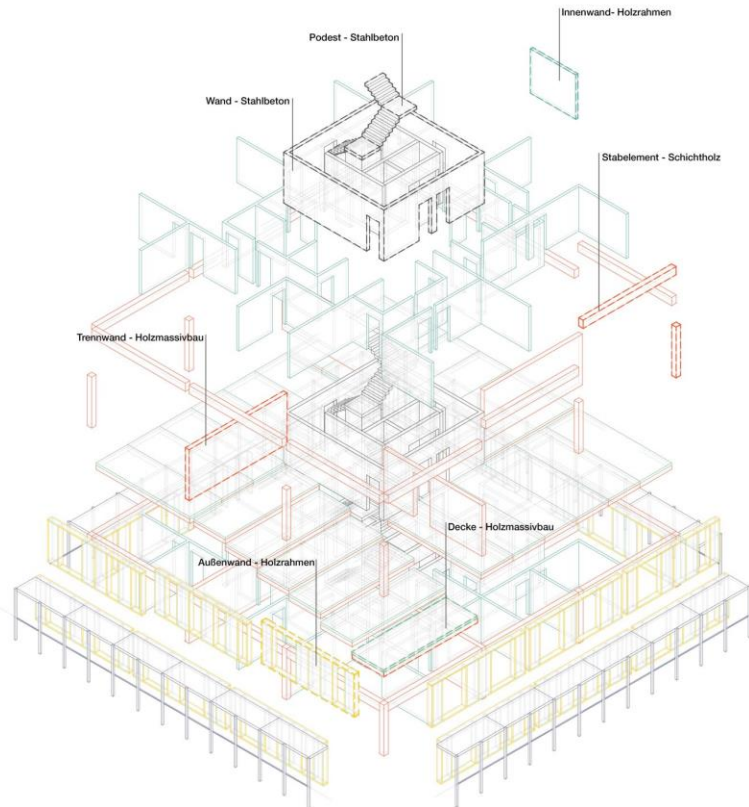 Innenwand- Holzrahmen
Podest - Stahlbeton
Wand - Stahlbeton
Stabelement - Schichtholz
Trennwand - Holzmassivbau
Decke - Holzmassivbau
Außenwand - Holzrahmen